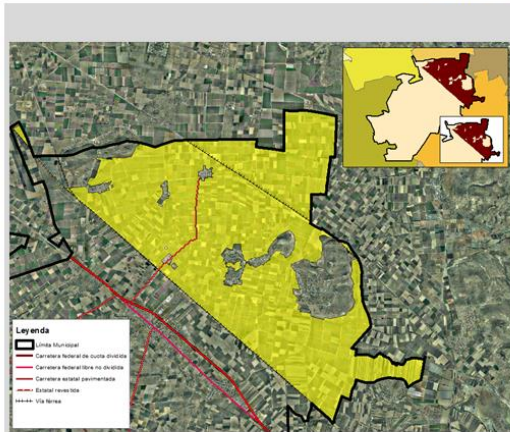 Leyenda
Límite Municipal
Carretera federal de cuota dividida
Carretera federal libre no dividida
Carretera estatal pavimentada
Estatal revestida
Vía férrea